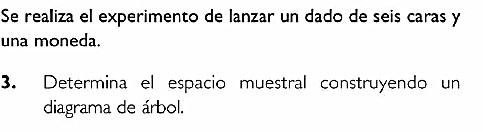 Se realiza el experimento de lanzar un dado de seis caras y
una moneda.
3. Determina el espacio muestral construyendo un
diagrama de árbol.